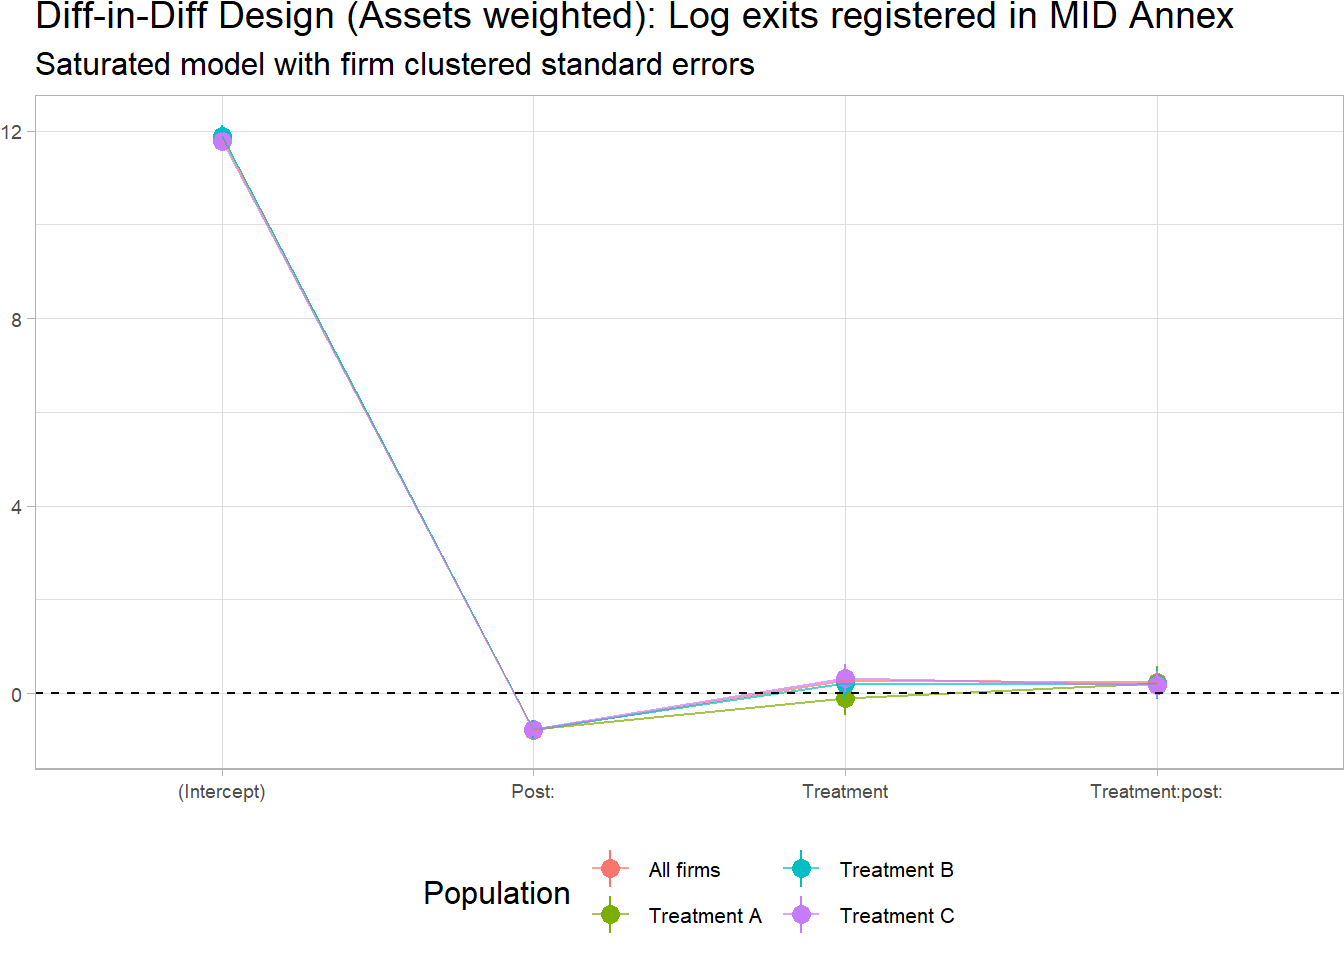 Diff-in-Diff Design (Assets weighted): Log exits registered in MID Annex
Saturated model with firm clustered standard errors
12
8
4
0
(Intercept) Post: Treatment Treatment:post:
Population
All firms Treatment B
Treatment A Treatment C